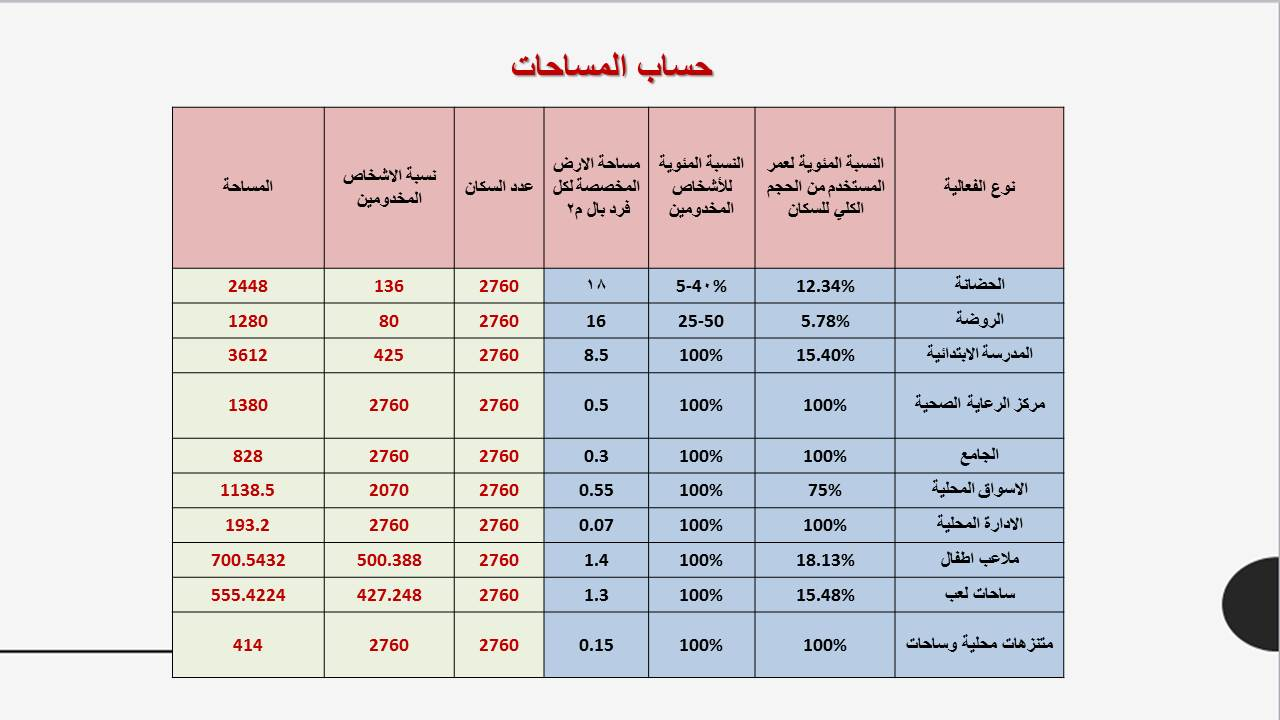 حساب المساحات
نوع الفعالية
النسبة المئوية لعمر
المستخدم من الحجم
الكلي للسكان
النسبة المئوية
للأشخاص
المخدومين
مساحة الارض
المخصصة لكل
فرد بال م٢
عدد السكان
نسبة الاشخاص
المخدومين
المساحة
الحضانة 12.34% 5-4٠% ١٨ 2760 136 2448
الروضة 5.78% 25-50 16 2760 80 1280
المدرسة الابتدائية 15.40% 100% 8.5 2760 425 3612
مركز الرعاية الصحية 100% 100% 0.5 2760 2760 1380
الجامع 100% 100% 0.3 2760 2760 828
الاسواق المحلية 75% 100% 0.55 2760 2070 1138.5
الادارة المحلية 100% 100% 0.07 2760 2760 193.2
ملاعب اطفال 18.13% 100% 1.4 2760 500.388 700.5432
ساحات لعب 15.48% 100% 1.3 2760 427.248 555.4224
متنزهات محلية وساحات 100% 100% 0.15 2760 2760 414